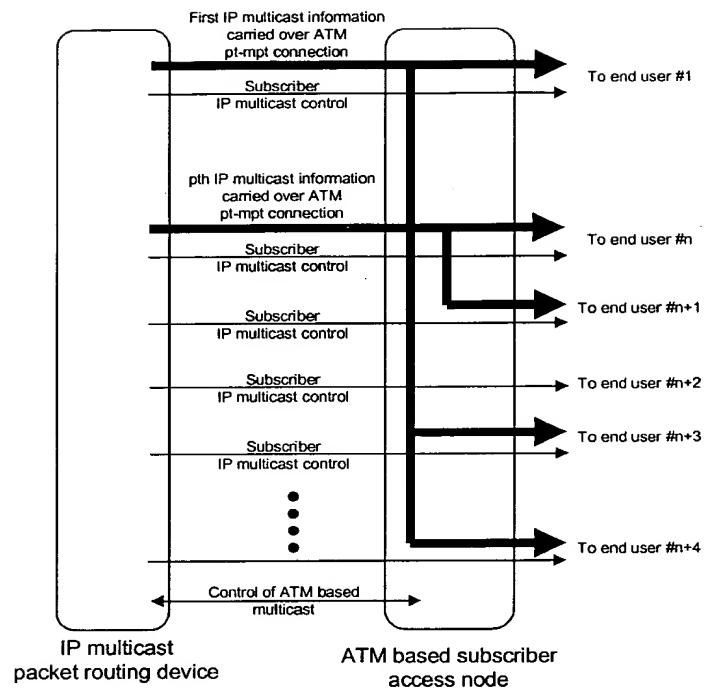 First IP multicast information
carried over ATM
pt-mpt connection
To end user #1
Subscriber
IP multicast control
pth IP multicast information
carried over ATM
pt-mpt connection
To end user #n
Subscriber
IP multicast control
To end user #n+1
Subscriber
IP multicast control
Subscriber
To end user #n+2
IP multicast control
To end user #n+3
Subscriber
IP multicast control
To end user #n+4
Control of ATM based
multicast
IP multicast
packet routing device
ATM based subscriber
access node